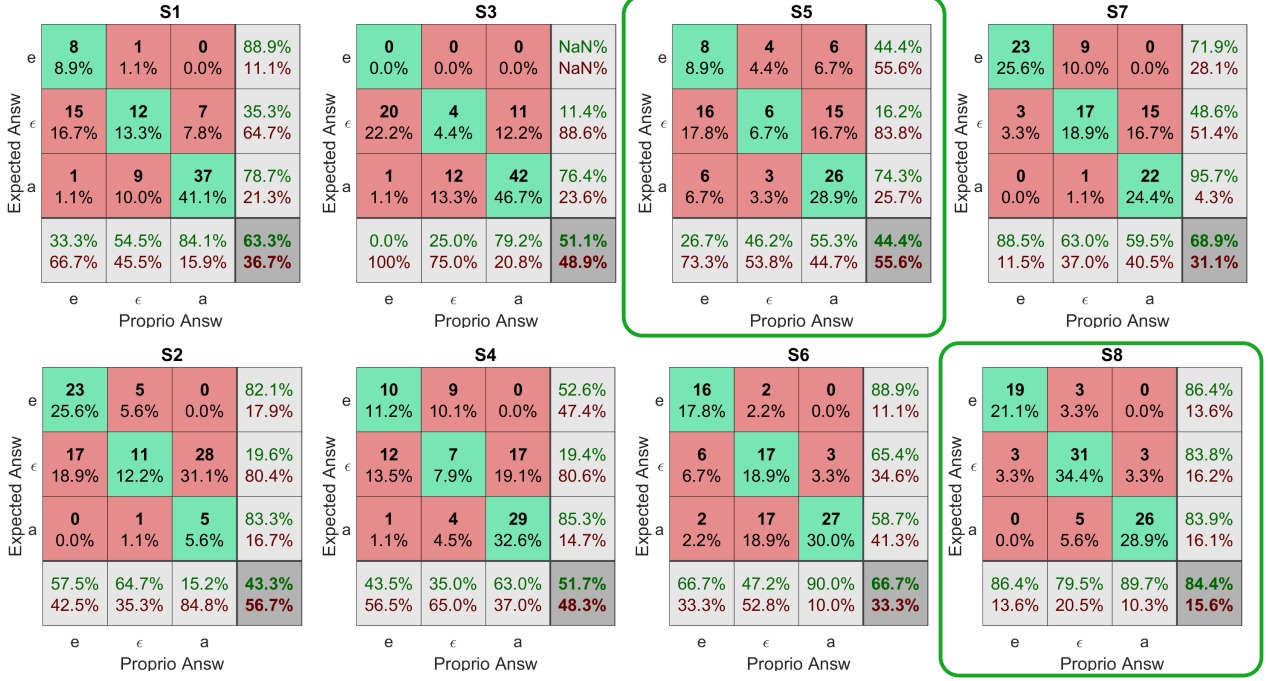 S1
8 1 0 88.9%
8.9% 1.1% 0.0% 11.1%
15 12 7 35.3%
16.7% 13.3% 7.8% 64.7%
1 9 37 78.7%
1.1% 10.0% 41.1% 21.3%
33.3% 54.5% 84.1% 63.3%
66.7% 45.5% 15.9% 36.7%
e
ϵ
a
Expected Answ
e ϵ a
Proprio Answ
S3
0 0 0 NaN%
0.0% 0.0% 0.0% NaN%
20 4 11 11.4%
22.2% 4.4% 12.2% 88.6%
1 12 42 76.4%
1.1% 13.3% 46.7% 23.6%
0.0% 25.0% 79.2% 51.1%
100% 75.0% 20.8% 48.9%
e
ϵ
a
Expected Answ
e ϵ a
Proprio Answ
S5
8 4 6 44.4%
8.9% 4.4% 6.7% 55.6%
16 6 15 16.2%
17.8% 6.7% 16.7% 83.8%
6 3 26 74.3%
6.7% 3.3% 28.9% 25.7%
26.7% 46.2% 55.3% 44.4%
73.3% 53.8% 44.7% 55.6%
e
ϵ
a
Expected Answ
e ϵ a
Proprio Answ
S7
23 9 0 71.9%
25.6% 10.0% 0.0% 28.1%
3 17 15 48.6%
3.3% 18.9% 16.7% 51.4%
0 1 22 95.7%
0.0% 1.1% 24.4% 4.3%
88.5% 63.0% 59.5% 68.9%
11.5% 37.0% 40.5% 31.1%
e
ϵ
a
Expected Answ
e ϵ a
Proprio Answ
S2
23 5 0 82.1%
25.6% 5.6% 0.0% 17.9%
17 11 28 19.6%
18.9% 12.2% 31.1% 80.4%
0 1 5 83.3%
0.0% 1.1% 5.6% 16.7%
57.5% 64.7% 15.2% 43.3%
42.5% 35.3% 84.8% 56.7%
e
ϵ
a
Expected Answ
e ϵ a
Proprio Answ
S4
10 9 0 52.6%
11.2% 10.1% 0.0% 47.4%
12 7 17 19.4%
13.5% 7.9% 19.1% 80.6%
1 4 29 85.3%
1.1% 4.5% 32.6% 14.7%
43.5% 35.0% 63.0% 51.7%
56.5% 65.0% 37.0% 48.3%
e
ϵ
a
Expected Answ
e ϵ a
Proprio Answ
S6
16 2 0 88.9%
17.8% 2.2% 0.0% 11.1%
6 17 3 65.4%
6.7% 18.9% 3.3% 34.6%
2 17 27 58.7%
2.2% 18.9% 30.0% 41.3%
66.7% 47.2% 90.0% 66.7%
33.3% 52.8% 10.0% 33.3%
e
ϵ
a
Expected Answ
e ϵ a
Proprio Answ
S8
19 3 0 86.4%
21.1% 3.3% 0.0% 13.6%
3 31 3 83.8%
3.3% 34.4% 3.3% 16.2%
0 5 26 83.9%
0.0% 5.6% 28.9% 16.1%
86.4% 79.5% 89.7% 84.4%
13.6% 20.5% 10.3% 15.6%
e
ϵ
a
Expected Answ
e ϵ a
Proprio Answ